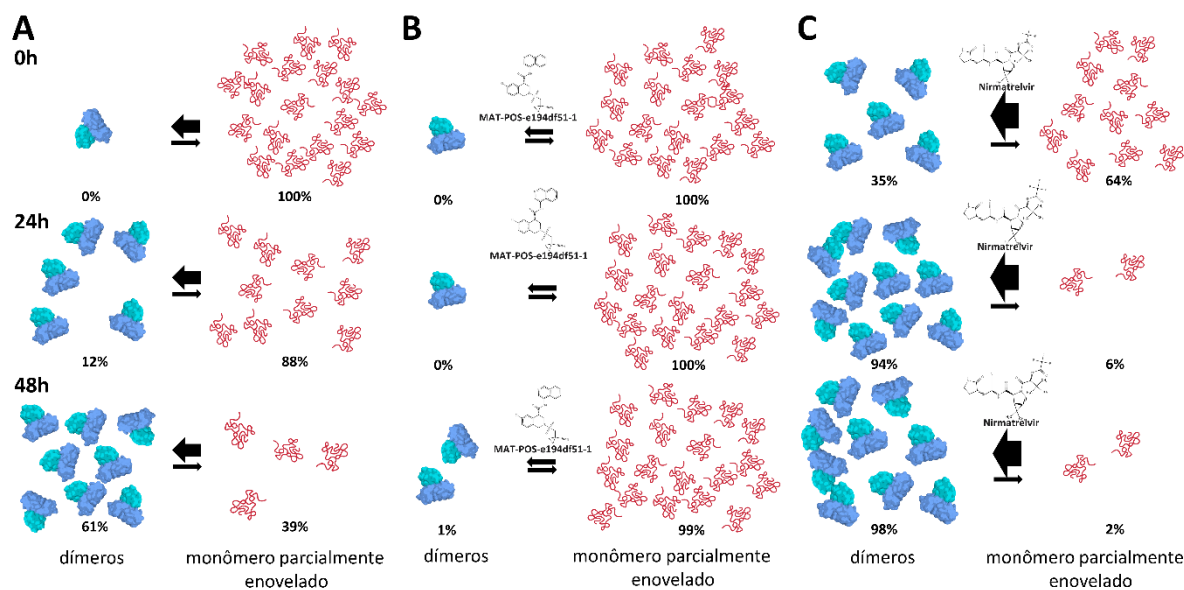 A
0h
0%
100%
24h
12%
88%
48h
61%
39%
dímeros
monômero parcialmente
enovelado
B
MAT-POS-e194df51-1
0%
100%
MAT-POS-e194df51-1
0%
100%
MAT-POS-e194df51-1
1%
99%
dímeros
monômero parcialmente
enovelado
C
Nirmatrelvir
35%
64%
Nirmatrelvir
94%
6%
Nirmatrelvir
98%
2%
dímeros
monômero parcialmente
enovelado